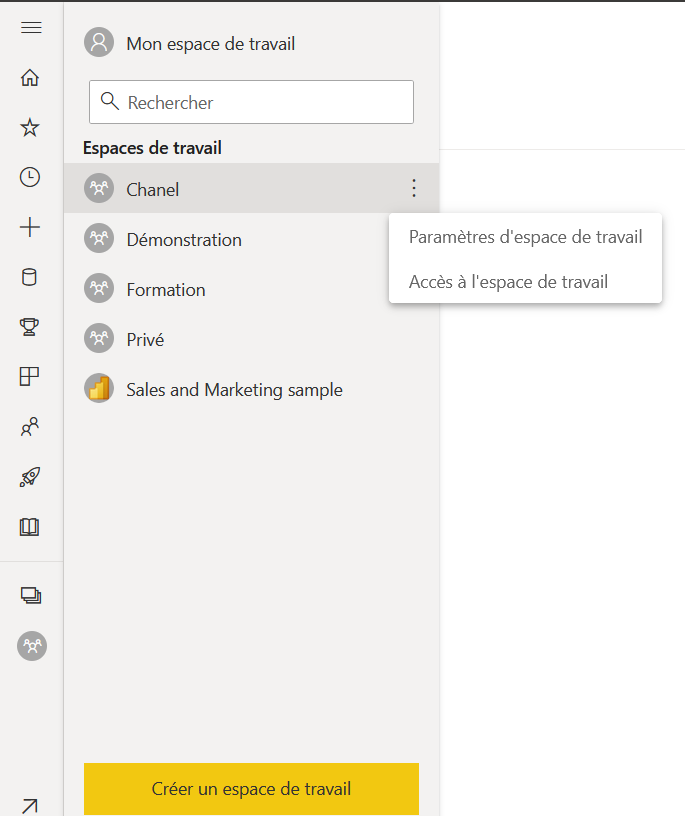 Mon espace de travail
Rechercher
Espaces de travail
Chanel
Paramètres d'espace de travail
Démonstration
Accès à l'espace de travail
Formation
Privé
Sales and Marketing sample
Créer un espace de travail